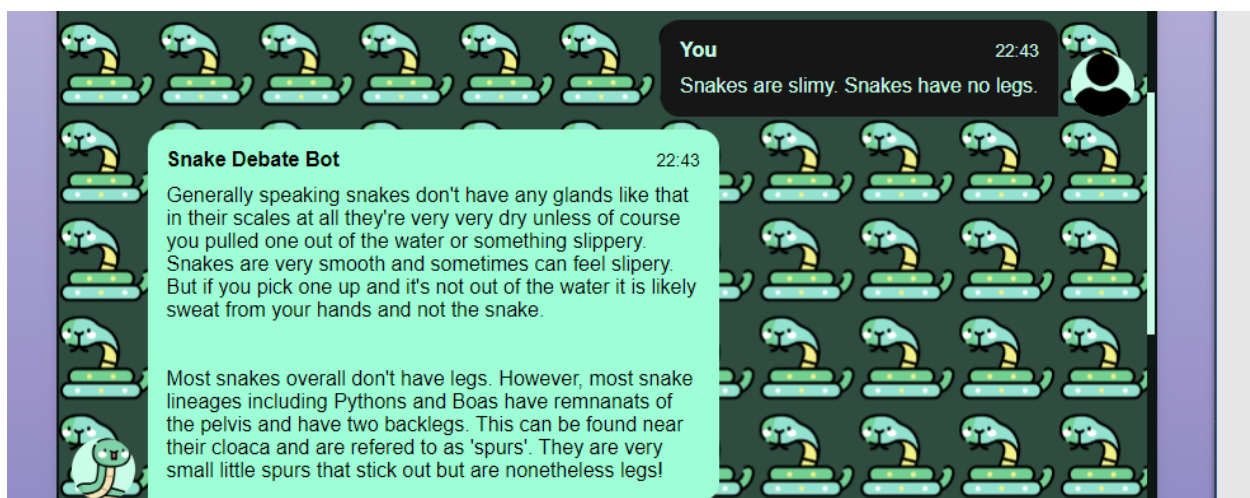 You 22:43
Snakes are slimy. Snakes have no legs.
Snake Debate Bot 22:43
Generally speaking snakes don't have any glands like that
in their scales at all they're very very dry unless of course
you pulled one out of the water or something slippery.
Snakes are very smooth and sometimes can feel slipery.
But if you pick one up and it's not out of the water it is likely
sweat from your hands and not the snake.
Most snakes overall don't have legs. However, most snake
lineages including Pythons and Boas have remnanats of
the pelvis and have two backlegs. This can be found near
their cloaca and are refered to as 'spurs'. They are very
small little spurs that stick out but are nonetheless legs!